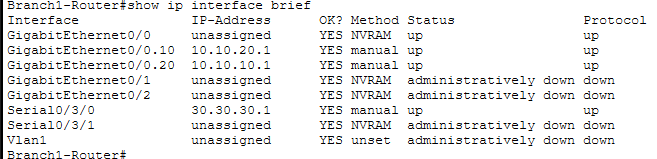 Branch1-Router#show ip interface brief
Interface              IP-Address      OK? Method Status                Protocol
GigabitEthernet0/0     unassigned      YES NVRAM  up                    up
GigabitEthernet0/0.10  10.10.20.1      YES manual up                    up
GigabitEthernet0/0.20  10.10.10.1      YES manual up                    up
GigabitEthernet0/1     unassigned      YES NVRAM  administratively down down
GigabitEthernet0/2     unassigned      YES NVRAM  administratively down down
Serial0/3/0            30.30.30.1      YES manual up                    up
Serial0/3/1            unassigned      YES NVRAM  administratively down down
Vlan1                  unassigned      YES unset  administratively down down
Branch1-Router#